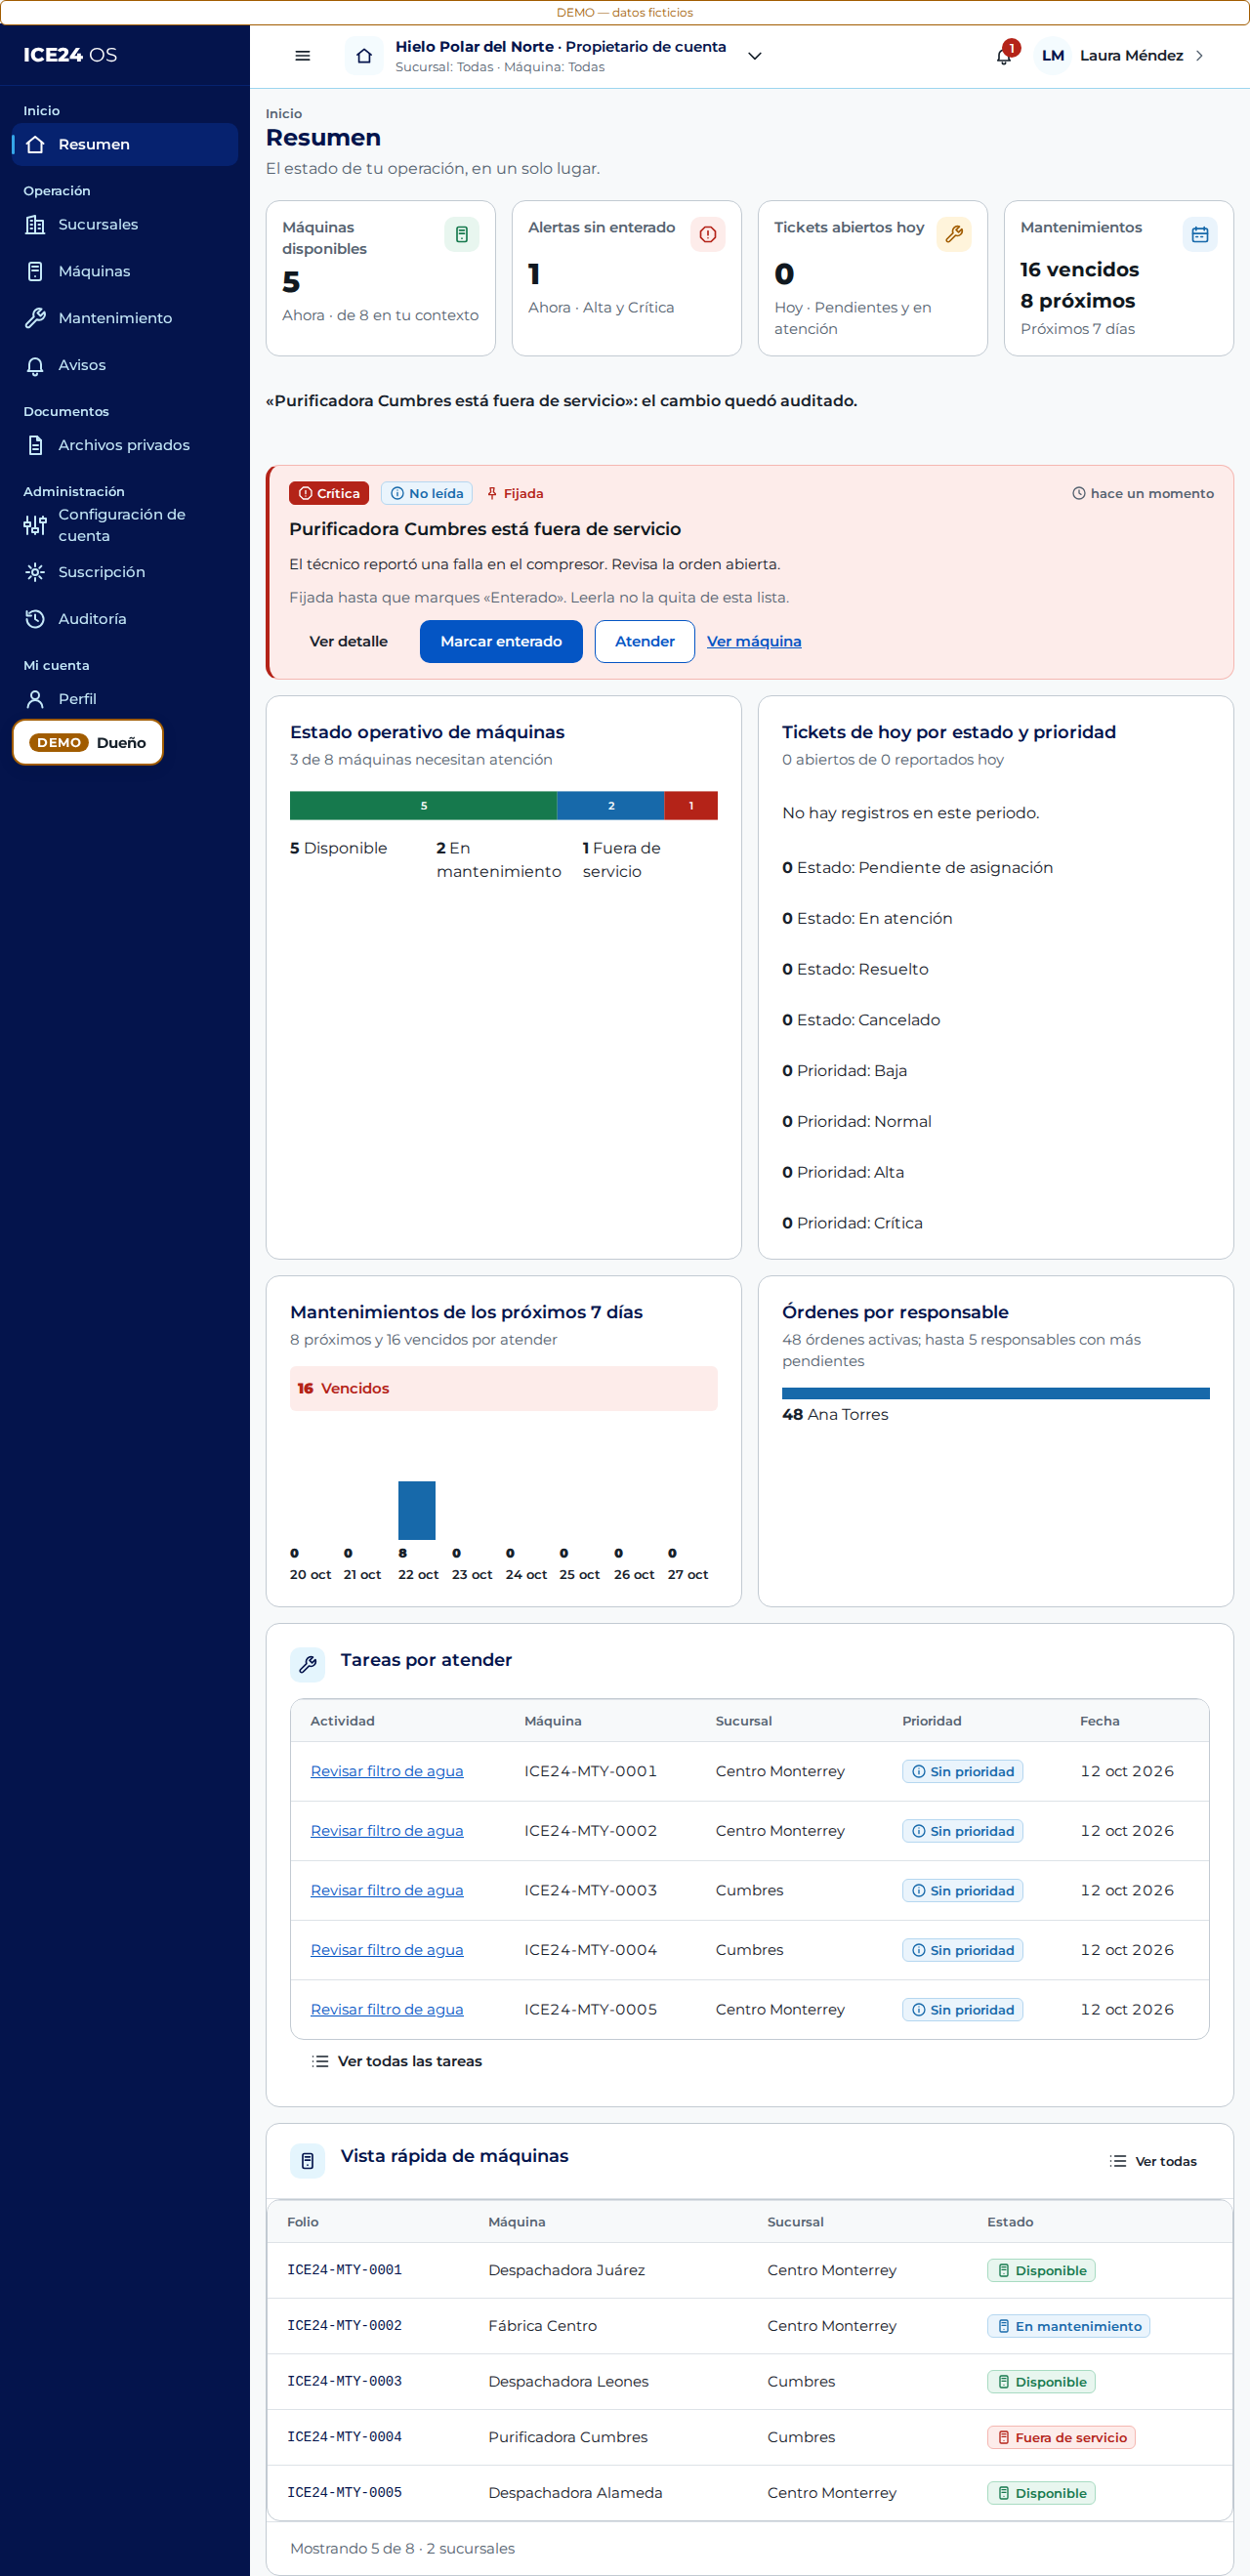 DEMO — datos ficticios
ICE24 OS
Inicio
Resumen
Operación
Sucursales
Máquinas
Mantenimiento
Avisos
Documentos
Archivos privados
Administración
Configuración de
cuenta
Suscripción
Auditoría
Mi cuenta
Perfil
DEMO Dueño
Hielo Polar del Norte · Propietario de cuenta
Sucursal: Todas · Máquina: Todas
1
LM Laura Méndez
Inicio
Resumen
El estado de tu operación, en un solo lugar.
Máquinas
disponibles
5
Ahora · de 8 en tu contexto
Alertas sin enterado
1
Ahora · Alta y Crítica
Tickets abiertos hoy
0
Hoy · Pendientes y en
atención
Mantenimientos
16 vencidos
8 próximos
Próximos 7 días
«Purificadora Cumbres está fuera de servicio»: el cambio quedó auditado.
Crítica No leída Fijada hace un momento
Purificadora Cumbres está fuera de servicio
El técnico reportó una falla en el compresor. Revisa la orden abierta.
Fijada hasta que marques «Enterado». Leerla no la quita de esta lista.
Ver detalle Marcar enterado Atender Ver máquina
Estado operativo de máquinas
3 de 8 máquinas necesitan atención
5 2 1
5 Disponible
2 En
mantenimiento
1 Fuera de
servicio
Tickets de hoy por estado y prioridad
0 abiertos de 0 reportados hoy
No hay registros en este periodo.
0 Estado: Pendiente de asignación
0 Estado: En atención
0 Estado: Resuelto
0 Estado: Cancelado
0 Prioridad: Baja
0 Prioridad: Normal
0 Prioridad: Alta
0 Prioridad: Crítica
Mantenimientos de los próximos 7 días
8 próximos y 16 vencidos por atender
16 Vencidos
0 0 8 0 0 0 0 0
20 oct 21 oct 22 oct 23 oct 24 oct 25 oct 26 oct 27 oct
Órdenes por responsable
48 órdenes activas; hasta 5 responsables con más
pendientes
48 Ana Torres
Tareas por atender
Actividad Máquina Sucursal Prioridad Fecha
Revisar filtro de agua ICE24-MTY-0001 Centro Monterrey Sin prioridad 12 oct 2026
Revisar filtro de agua ICE24-MTY-0002 Centro Monterrey Sin prioridad 12 oct 2026
Revisar filtro de agua ICE24-MTY-0003 Cumbres Sin prioridad 12 oct 2026
Revisar filtro de agua ICE24-MTY-0004 Cumbres Sin prioridad 12 oct 2026
Revisar filtro de agua ICE24-MTY-0005 Centro Monterrey Sin prioridad 12 oct 2026
Ver todas las tareas
Vista rápida de máquinas Ver todas
Folio Máquina Sucursal Estado
ICE24-MTY-0001 Despachadora Juárez Centro Monterrey Disponible
ICE24-MTY-0002 Fábrica Centro Centro Monterrey En mantenimiento
ICE24-MTY-0003 Despachadora Leones Cumbres Disponible
ICE24-MTY-0004 Purificadora Cumbres Cumbres Fuera de servicio
ICE24-MTY-0005 Despachadora Alameda Centro Monterrey Disponible
Mostrando 5 de 8 · 2 sucursales